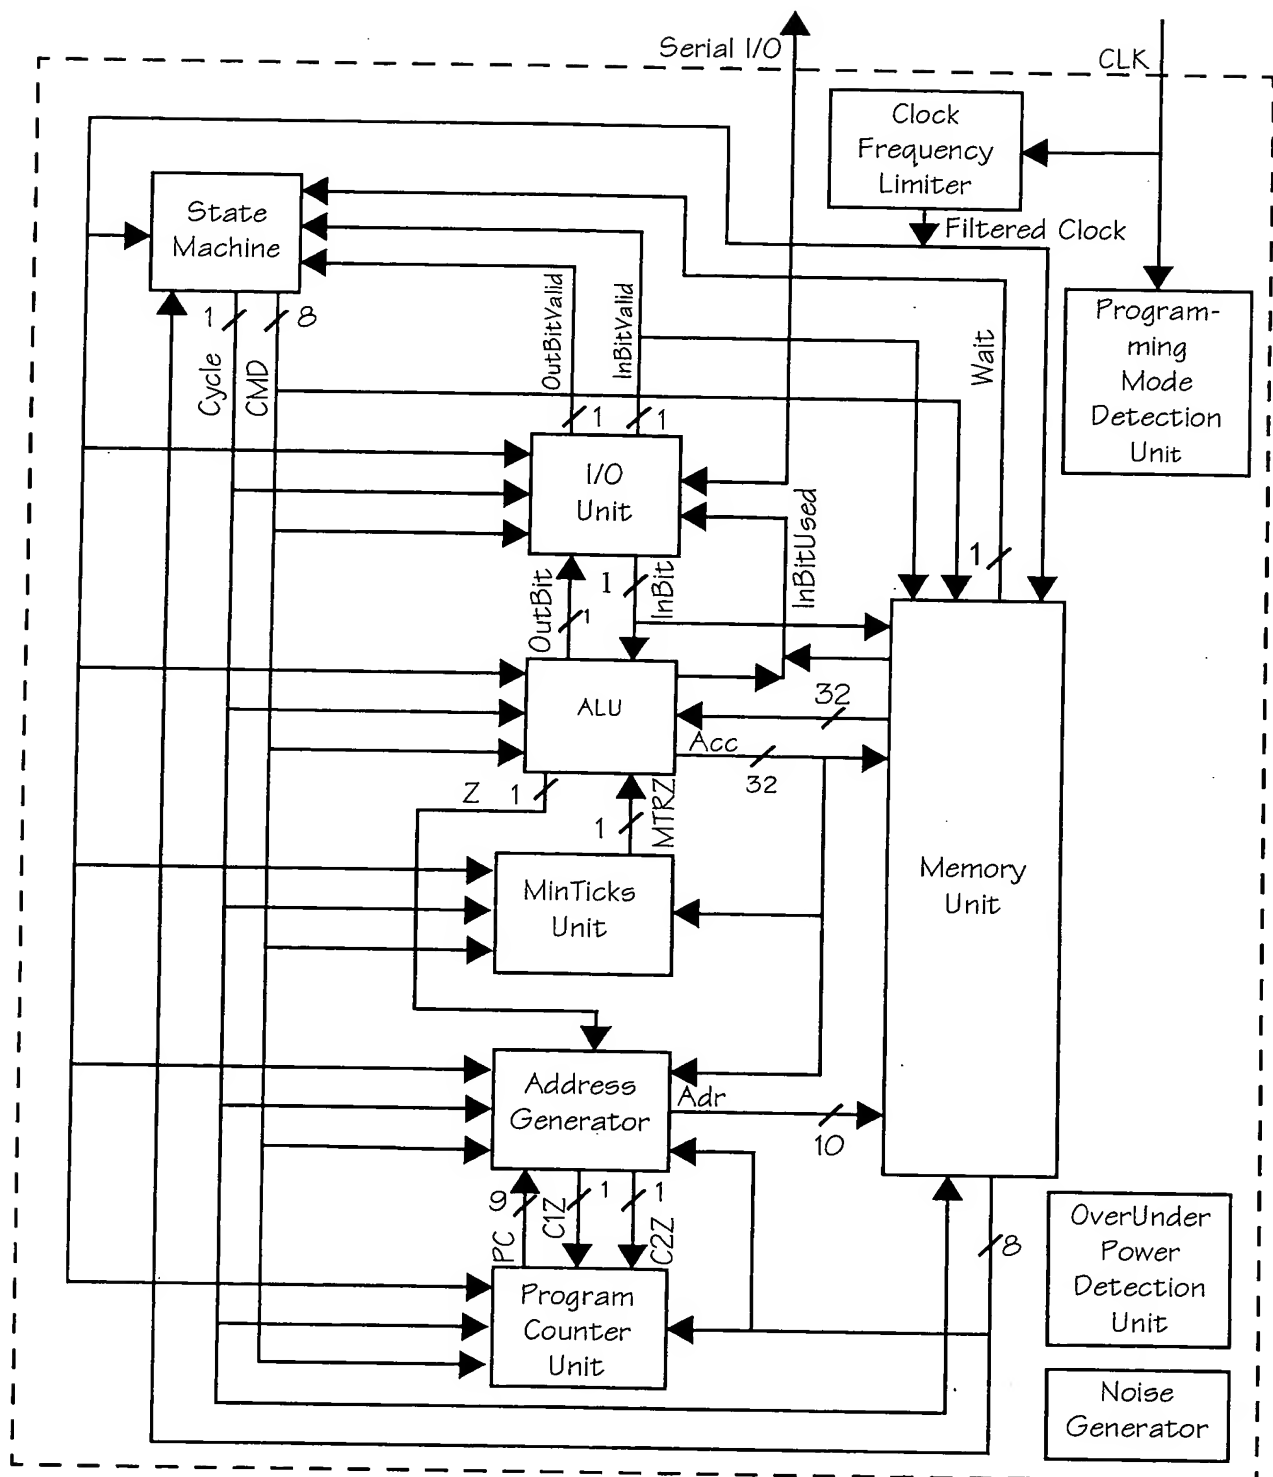 Serial I/O
CLK
Clock
Frequency
Limiter
Filtered Clock
State
Machine
Program-
ming
Mode
Detection
Unit
1
8
Cycle
CMD
OutBitValid
InBitValid
Wait
1
1
I/O
Unit
1
InBitUsed
OutBit
1
1
InBit
ALU
32
Acc
32
Z
1
1
MTRZ
MinTicks
Unit
Memory
Unit
Address
Generator
Adr
10
9
PC
C1Z
1
1
C2Z
8
Program
Counter
Unit
OverUnder
Power
Detection
Unit
Noise
Generator